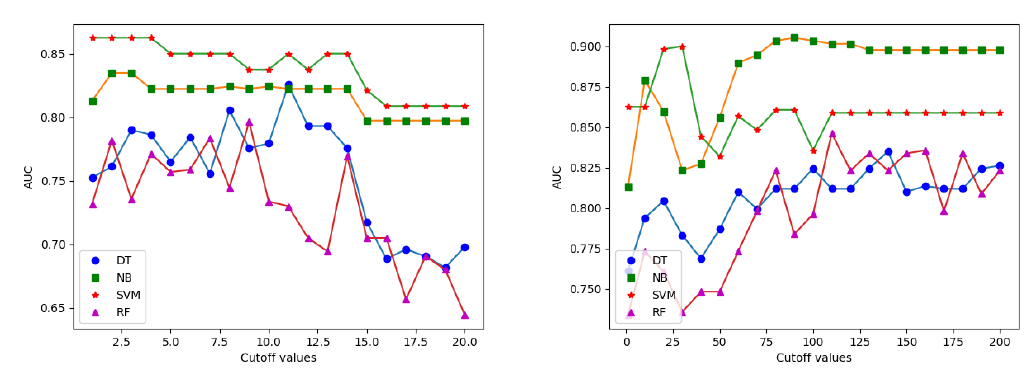 0.85
0.80
0.75
0.70
0.65
AUC
DT
NB
SVM
RF
2.5 5.0 7.5 10.0 12.5 15.0 17.5 20.0
Cutoff values
0.900
0.875
0.850
0.825
0.800
0.775
0.750
AUC
DT
NB
SVM
RF
0 25 50 75 100 125 150 175 200
Cutoff values